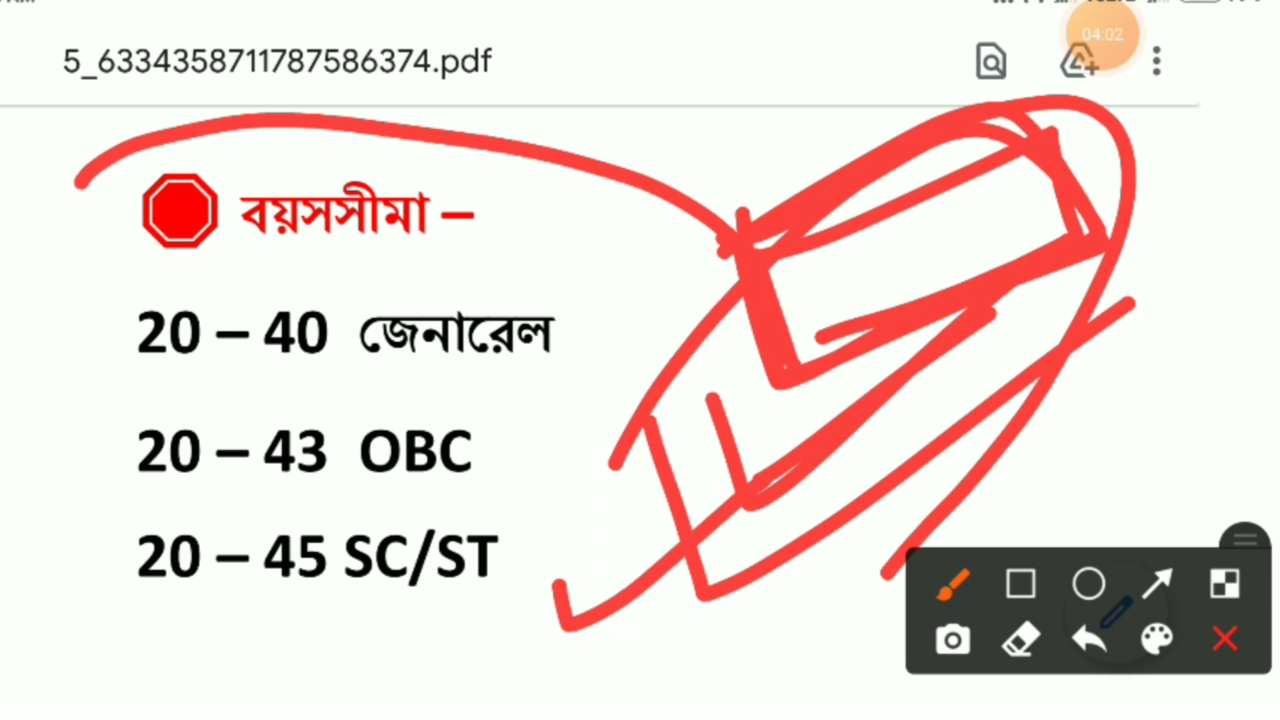 04:02
5_6334358711787586374.pdf
বয়সসীমা –
20 – 40 জেনারেল
20 – 43 OBC
20 – 45 SC/ST